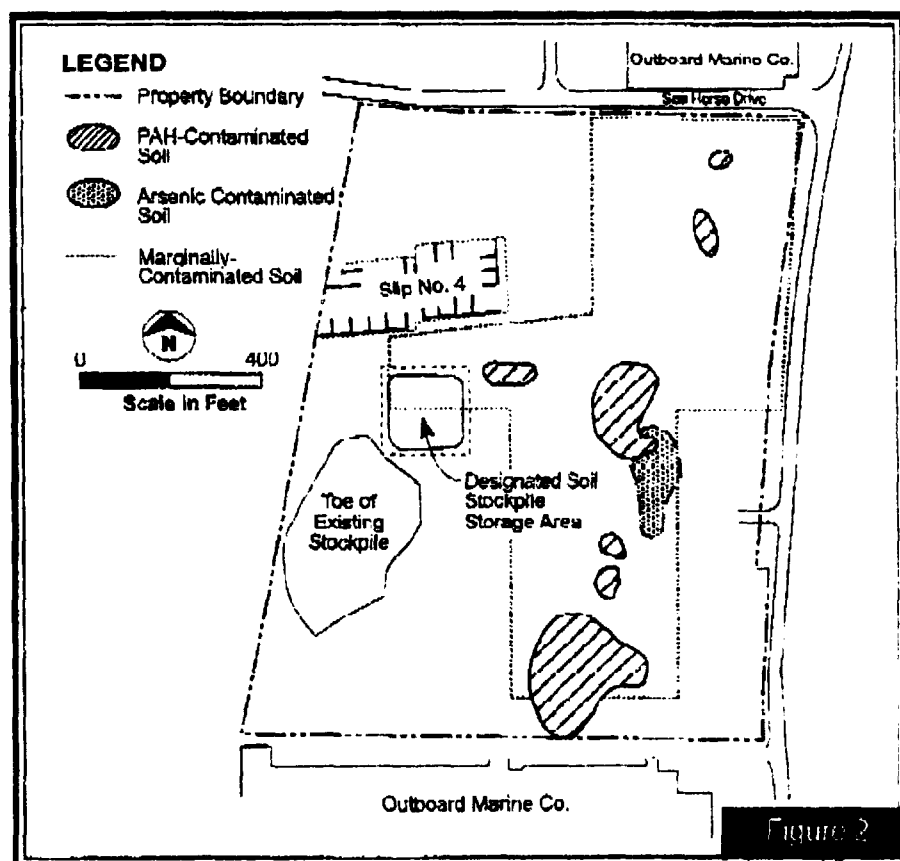 LEGEND
Property Boundary
PAH-Contaminated
Soil
Arsenic Contaminated
Soil
Marginally-
Contaminated Soil
N
0 400
Scale in Feet
Outboard Marine Co.
Sea Horse Drive
Slip No. 4
Designated Soil
Stockpile
Storage Area
Toe of
Existing
Stockpile
Outboard Marine Co.
Figure 2